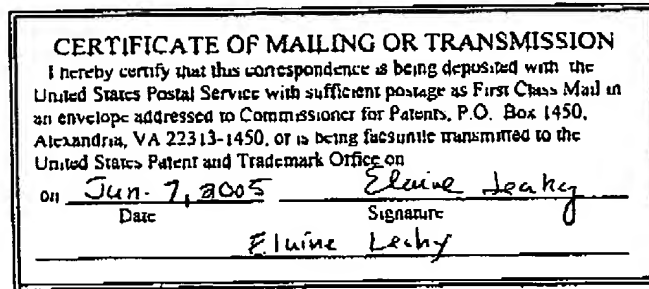 CERTIFICATE OF MAILING OR TRANSMISSION
I hereby certify that this correspondence is being deposited with the
United States Postal Service with sufficient postage as First Class Mail in
an envelope addressed to Commissioner for Patents, P.O. Box 1450,
Alexandria, VA 22313-1450, or is being facsimile transmitted to the
United States Patent and Trademark Office on
on Jun. 7, 2005 Elaine Leahy
Date Signature
Elaine Leahy